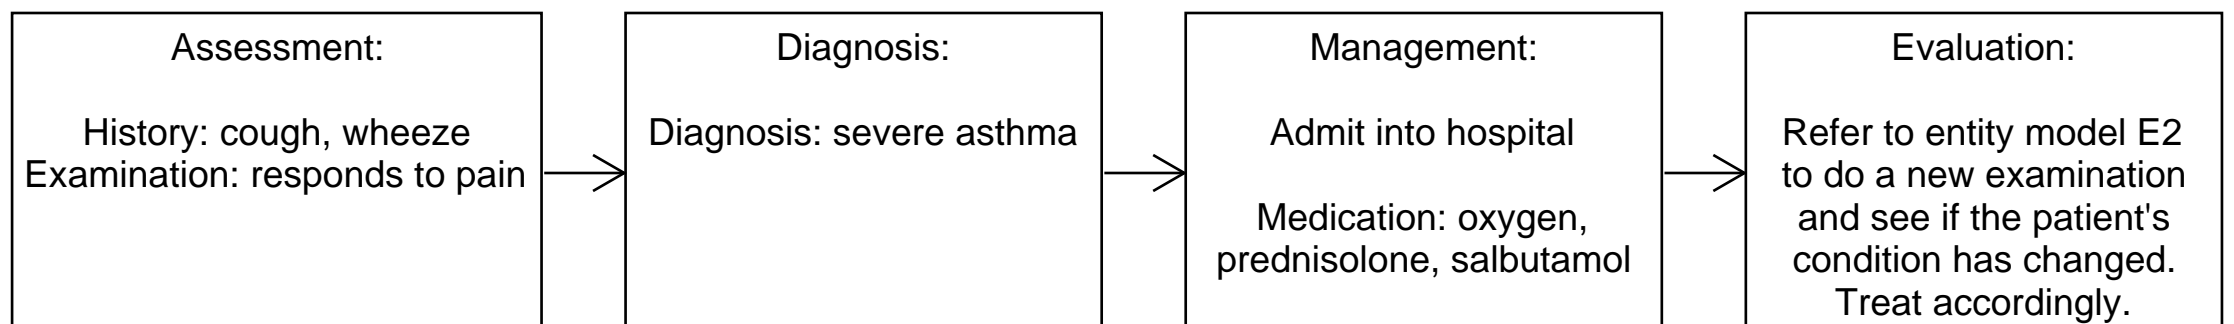 Assessment:
History: cough, wheeze
Examination: responds to pain
Diagnosis:
Diagnosis: severe asthma
Management:
Admit into hospital
Medication: oxygen,
prednisolone, salbutamol
Evaluation:
Refer to entity model E2
to do a new examination
and see if the patient's
condition has changed.
Treat accordingly.